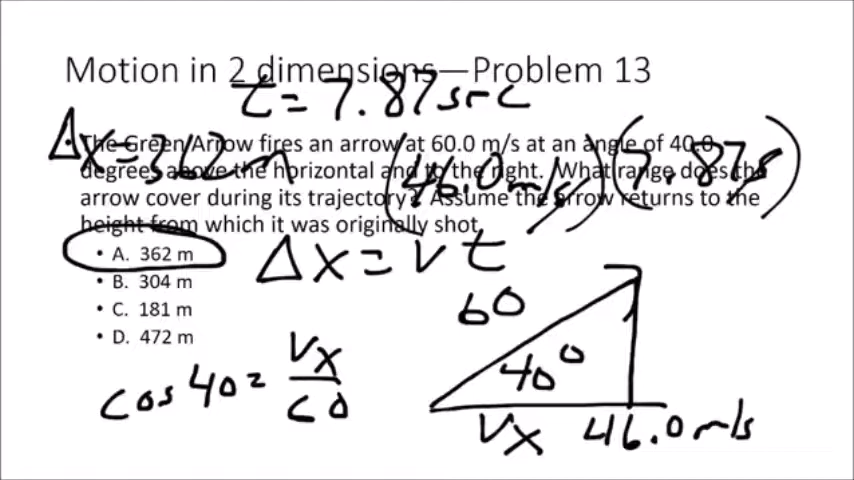 Motion in 2 dimensions—Problem 13
t = 7.87 sec
The Green Arrow fires an arrow at 60.0 m/s at an angle of 40.0
degrees above the horizontal and to the right. What range does the
arrow cover during its trajectory? Assume the arrow returns to the
height from which it was originally shot.
Δx = 362 m
(46.0 m/s)(7.87 s)
• A. 362 m
• B. 304 m
• C. 181 m
• D. 472 m
Δx = v t
60
40°
cos 40 = Vx / 60
Vx 46.0 m/s